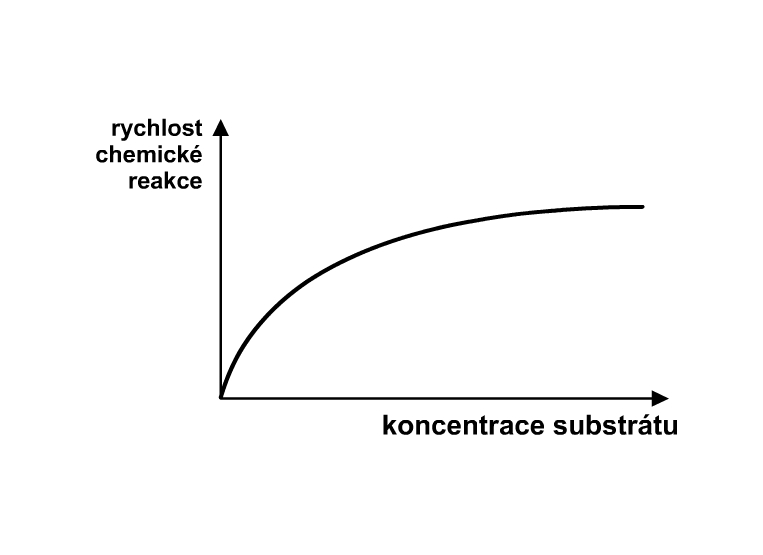 rychlost
chemické
reakce
koncentrace substrátu